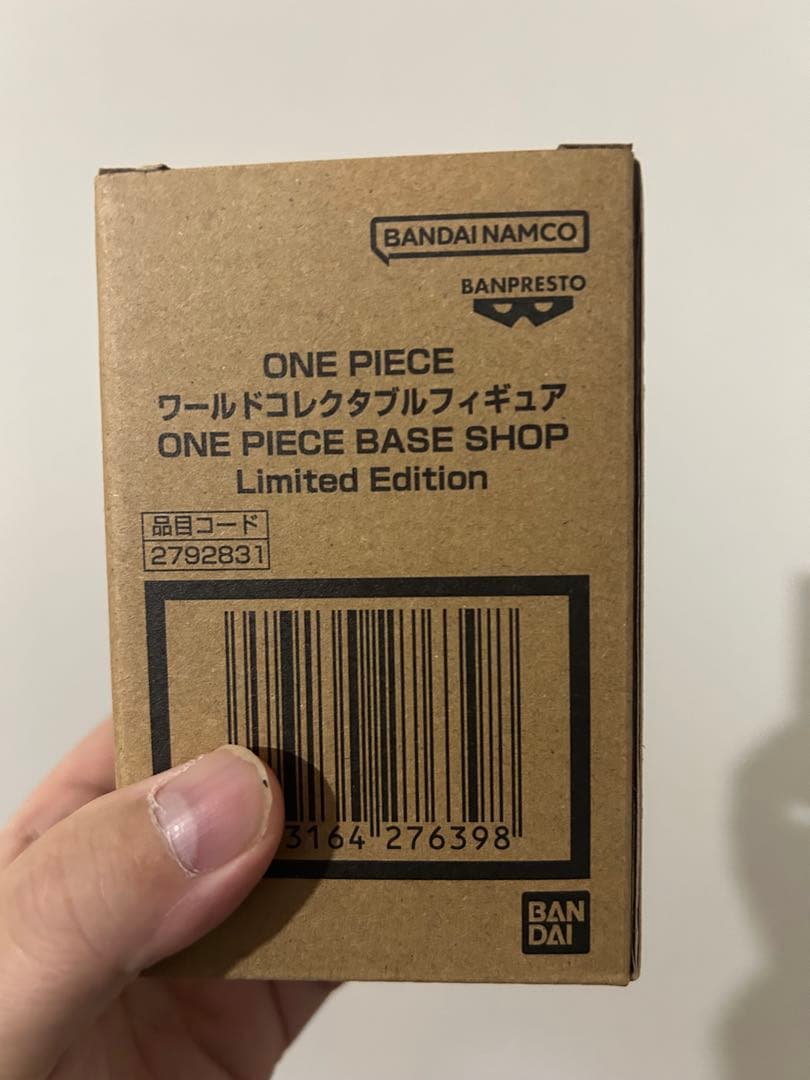 BANDAI NAMCO
BANPRESTO
ONE PIECE
ワールドコレクタブルフィギュア
ONE PIECE BASE SHOP
Limited Edition
品目コード
2792831
3164 276398
BAN
DAI